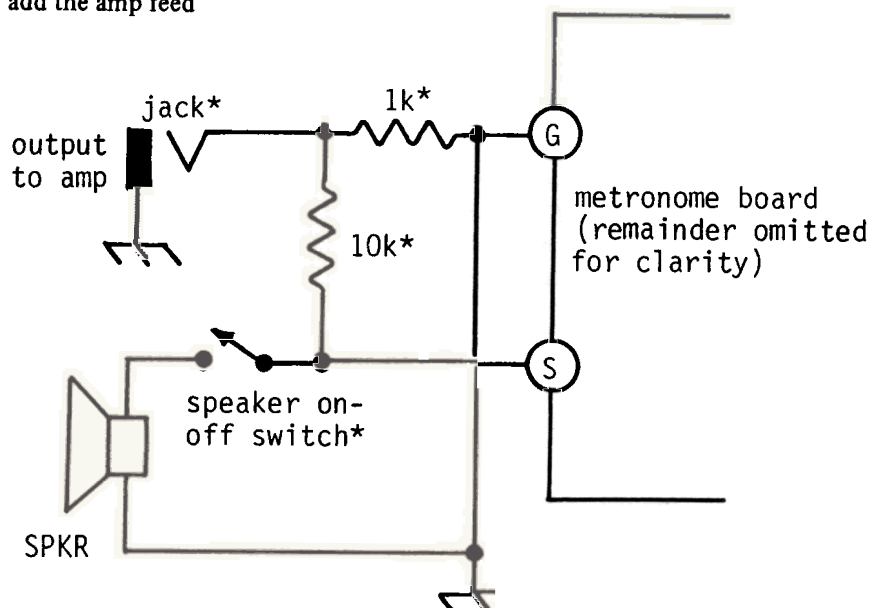 add the amp feed
jack*
1k*
output
to amp
G
metronome board
(remainder omitted
for clarity)
10k*
S
speaker on-
off switch*
SPKR